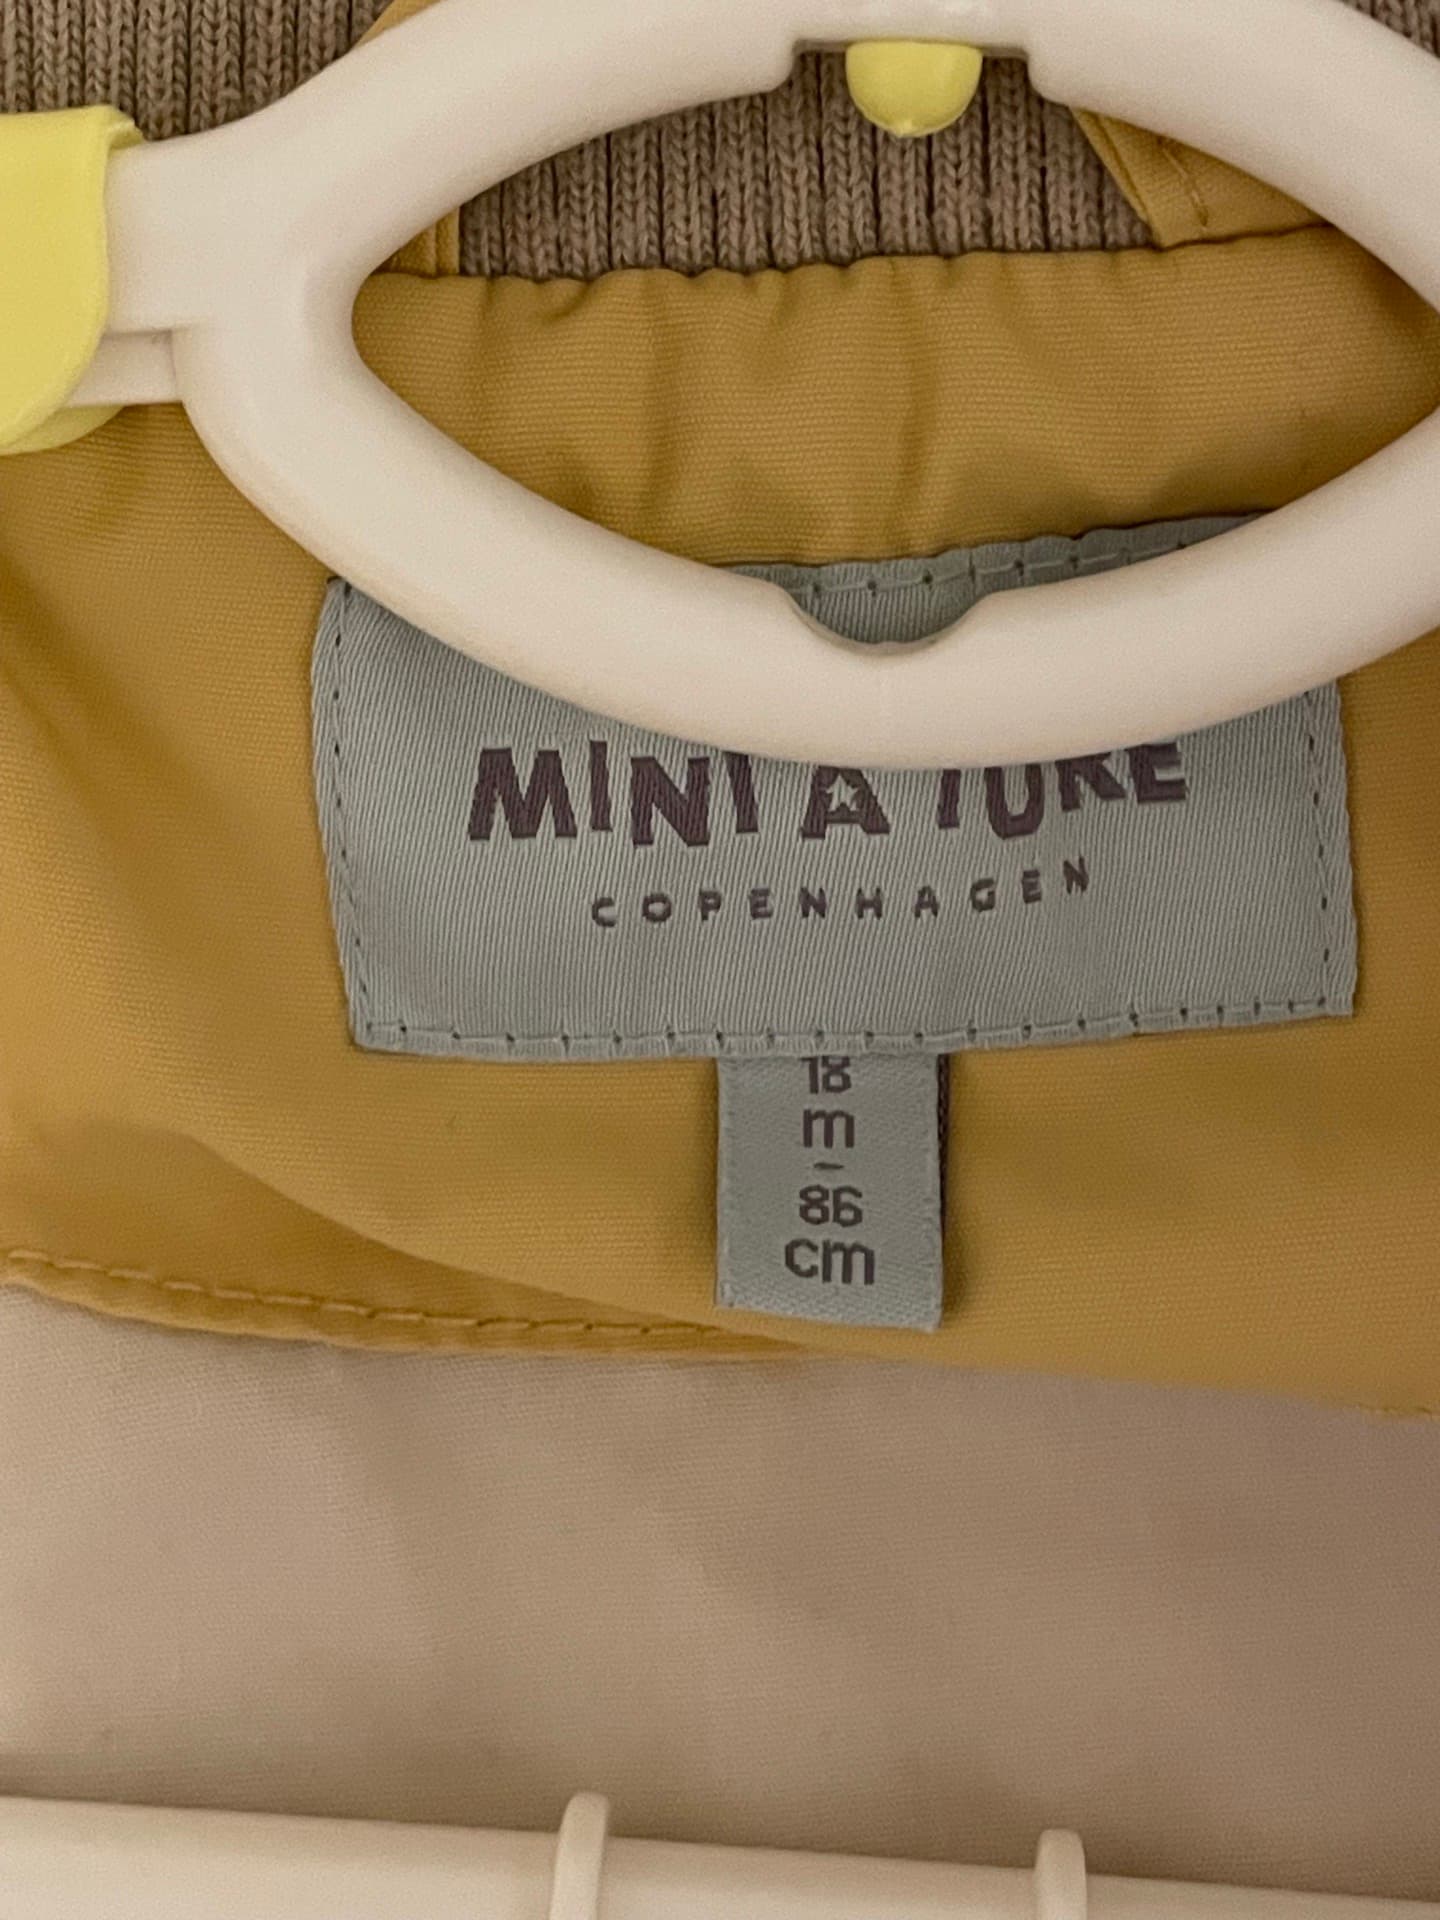 MINI A TURE
COPENHAGEN
18
m
-
86
cm